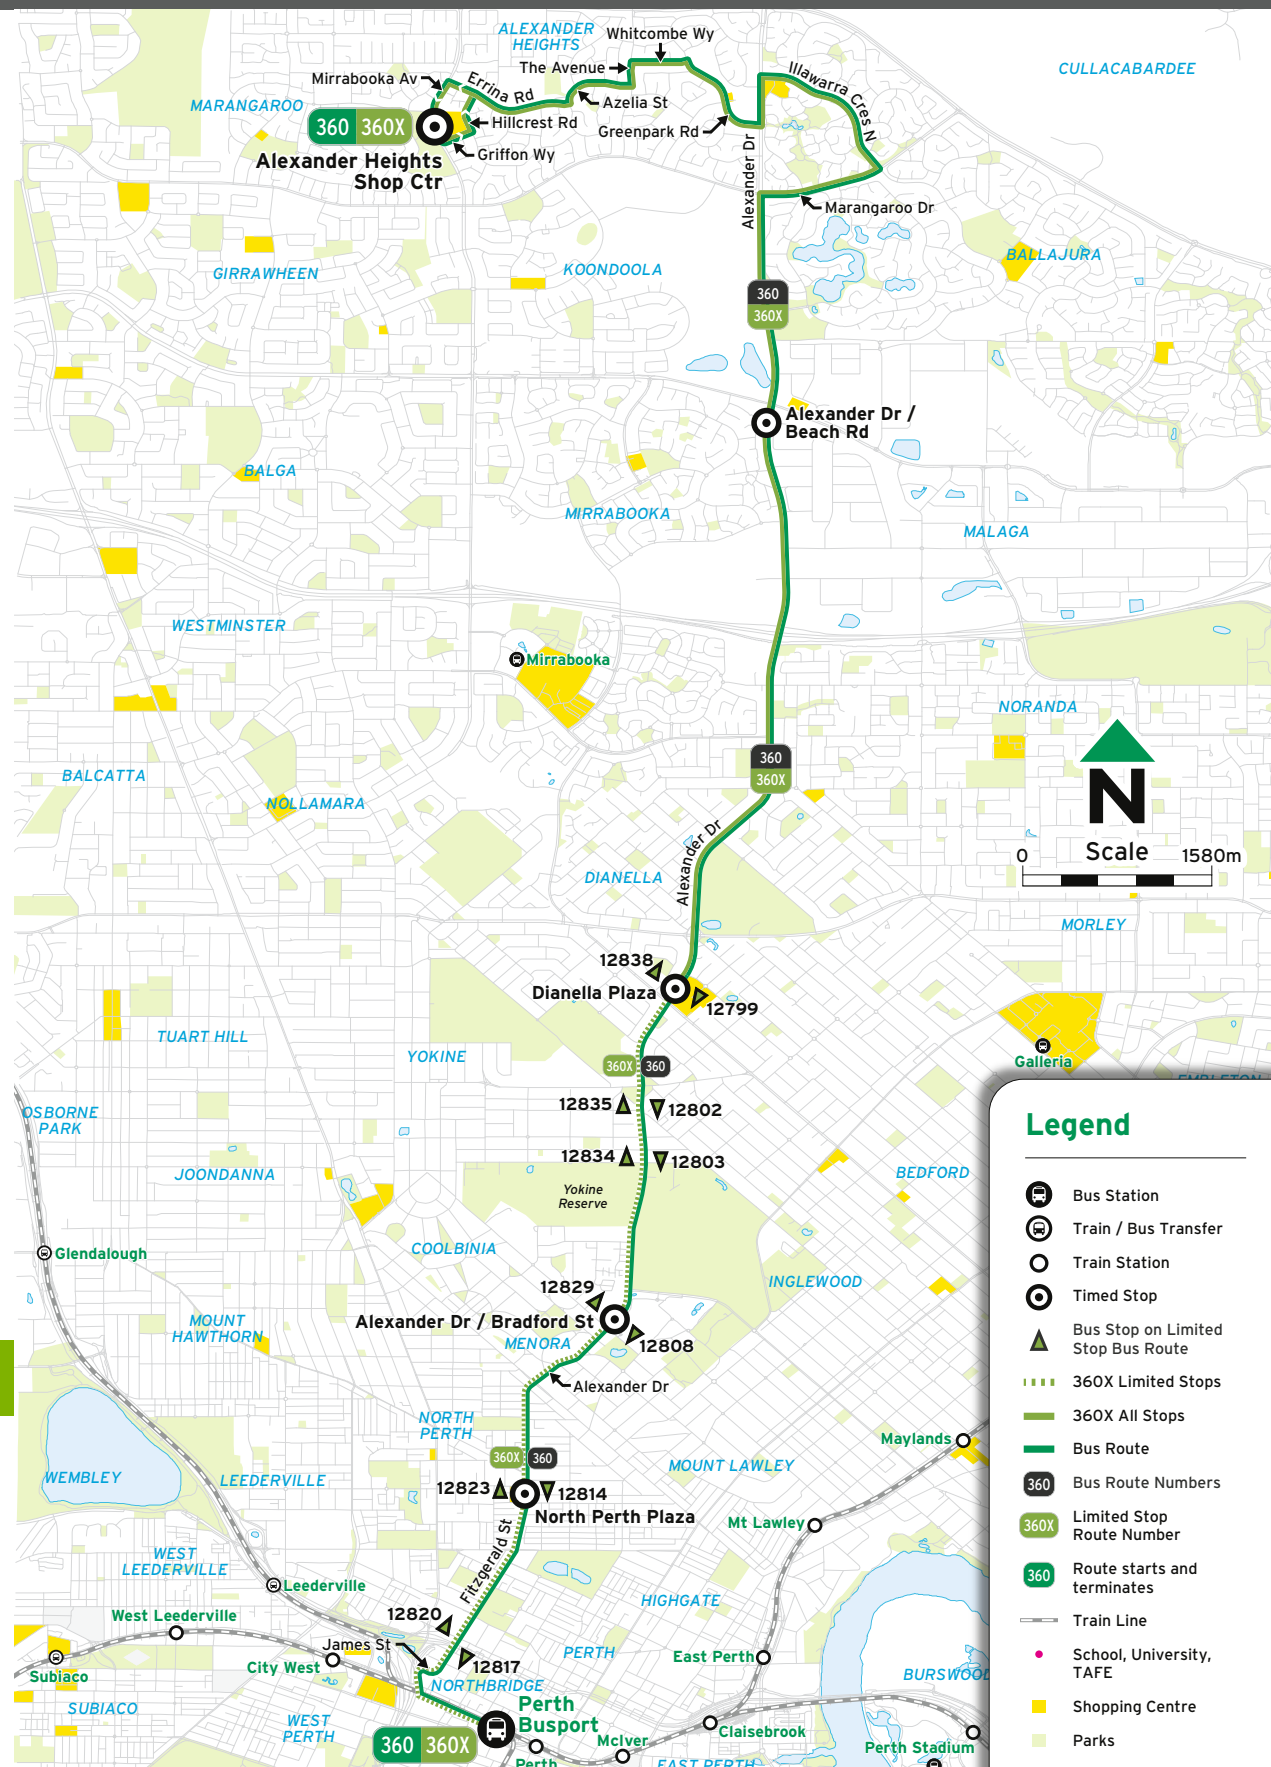 ALEXANDER
HEIGHTS
Whitcombe Wy
The Avenue
CULLACABARDEE
Mirrabooka Av
Errina Rd
Illawarra Cres N
MARANGAROO
Azelia St
360 360X
Hillcrest Rd
Greenpark Rd
Griffon Wy
Alexander Heights
Shop Ctr
Alexander Dr
Marangaroo Dr
BALLAJURA
GIRRAWHEEN
KOONDOOLA
360
360X
Alexander Dr /
Beach Rd
BALGA
MIRRABOOKA
MALAGA
WESTMINSTER
Mirrabooka
NORANDA
N
BALCATTA
360
360X
NOLLAMARA
Alexander Dr
0 Scale 1580m
DIANELLA
MORLEY
12838
Dianella Plaza
12799
TUART HILL
YOKINE
360X 360
Galleria
EMBLETON
OSBORNE
PARK
12835
12802
12834
12803
JOONDANNA
Yokine
Reserve
BEDFORD
Glendalough
COOLBINIA
INGLEWOOD
12829
MOUNT
HAWTHORN
Alexander Dr / Bradford St
MENORA
12808
Alexander Dr
NORTH
PERTH
Maylands
360X 360
WEMBLEY
LEEDERVILLE
MOUNT LAWLEY
12823
12814
North Perth Plaza
Mt Lawley
Fitzgerald St
WEST
LEEDERVILLE
Leederville
HIGHGATE
West Leederville
12820
James St
PERTH
City West
12817
East Perth
Subiaco
NORTHBRIDGE
BURSWOOD
SUBIACO
WEST
PERTH
Perth
Busport
360 360X
McIver
Claisebrook
Perth
EAST PERTH
Perth Stadium
Legend
Bus Station
Train / Bus Transfer
Train Station
Timed Stop
Bus Stop on Limited
Stop Bus Route
360X Limited Stops
360X All Stops
Bus Route
360 Bus Route Numbers
360X Limited Stop
Route Number
360 Route starts and
terminates
Train Line
School, University,
TAFE
Shopping Centre
Parks